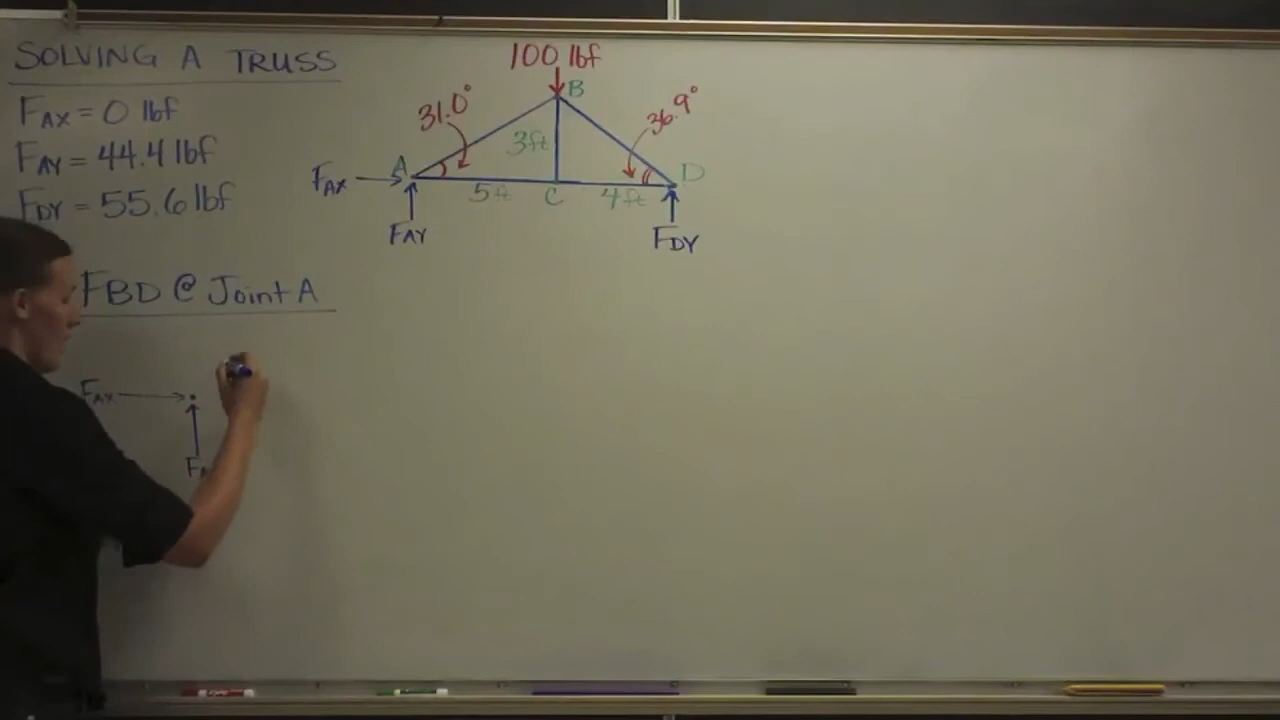 SOLVING A TRUSS
FAX = 0 lbf
FAY = 44.4 lbf
FDY = 55.6 lbf
100 lbf
B
31.0°
36.9°
3ft
A
D
FAX
5ft
C
4ft
FAY
FDY
FBD @ Joint A
FAX